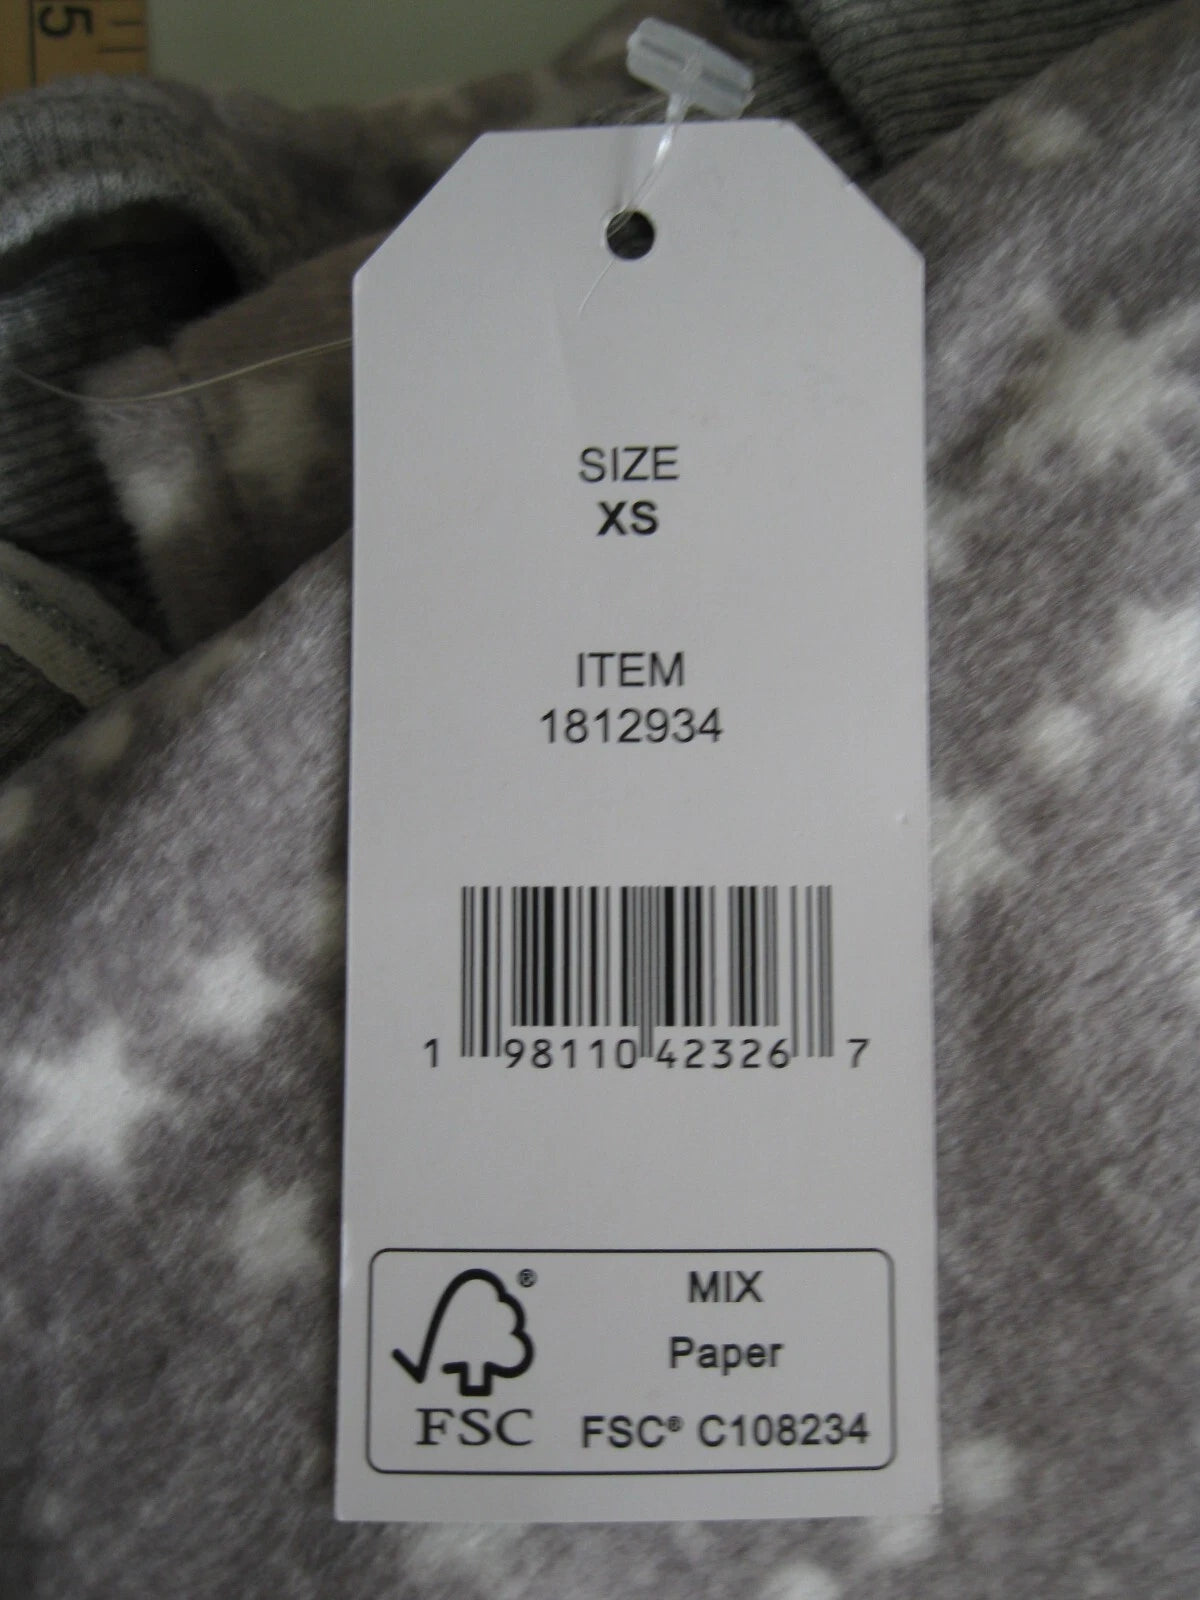 5
SIZE
XS
ITEM
1812934
1 98110 42326 7
®
FSC
MIX
Paper
FSC® C108234